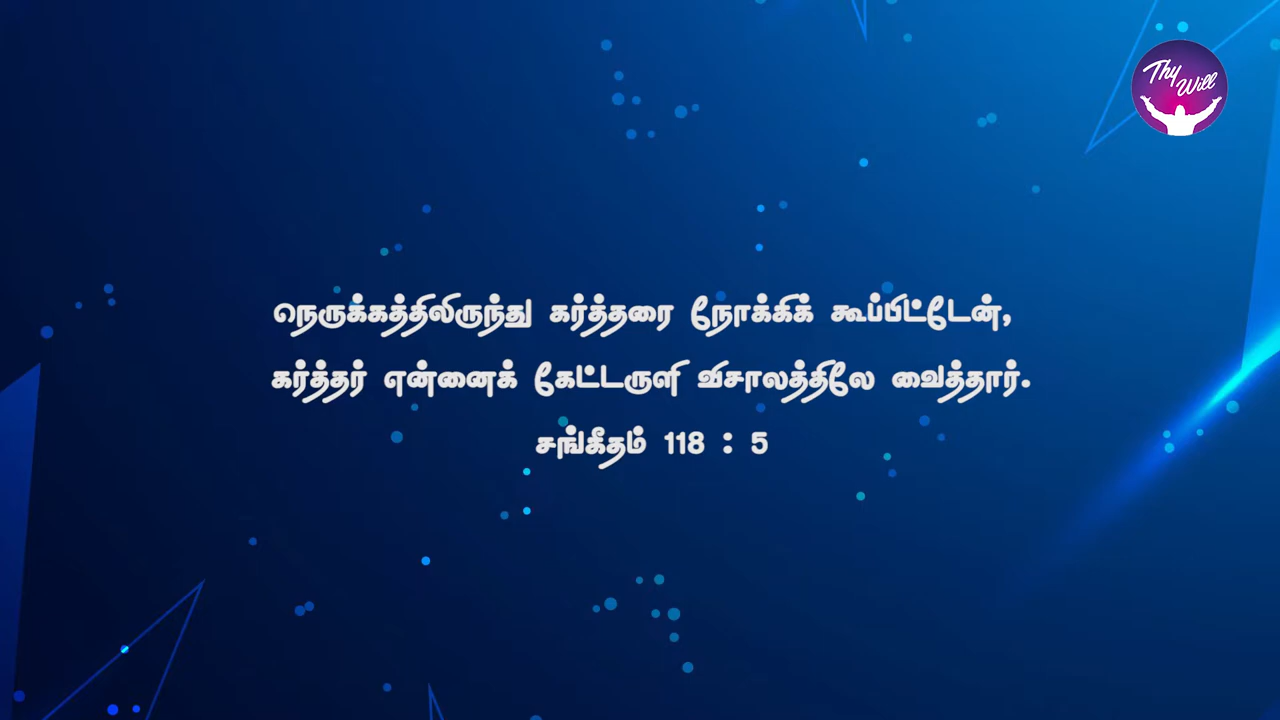 Thy
Will
நெருக்கத்திலிருந்து கர்த்தரை நோக்கிக் கூப்பிட்டேன்,
கர்த்தர் என்னைக் கேட்டருளி விசாலத்திலே வைத்தார்.
சங்கீதம் 118 : 5